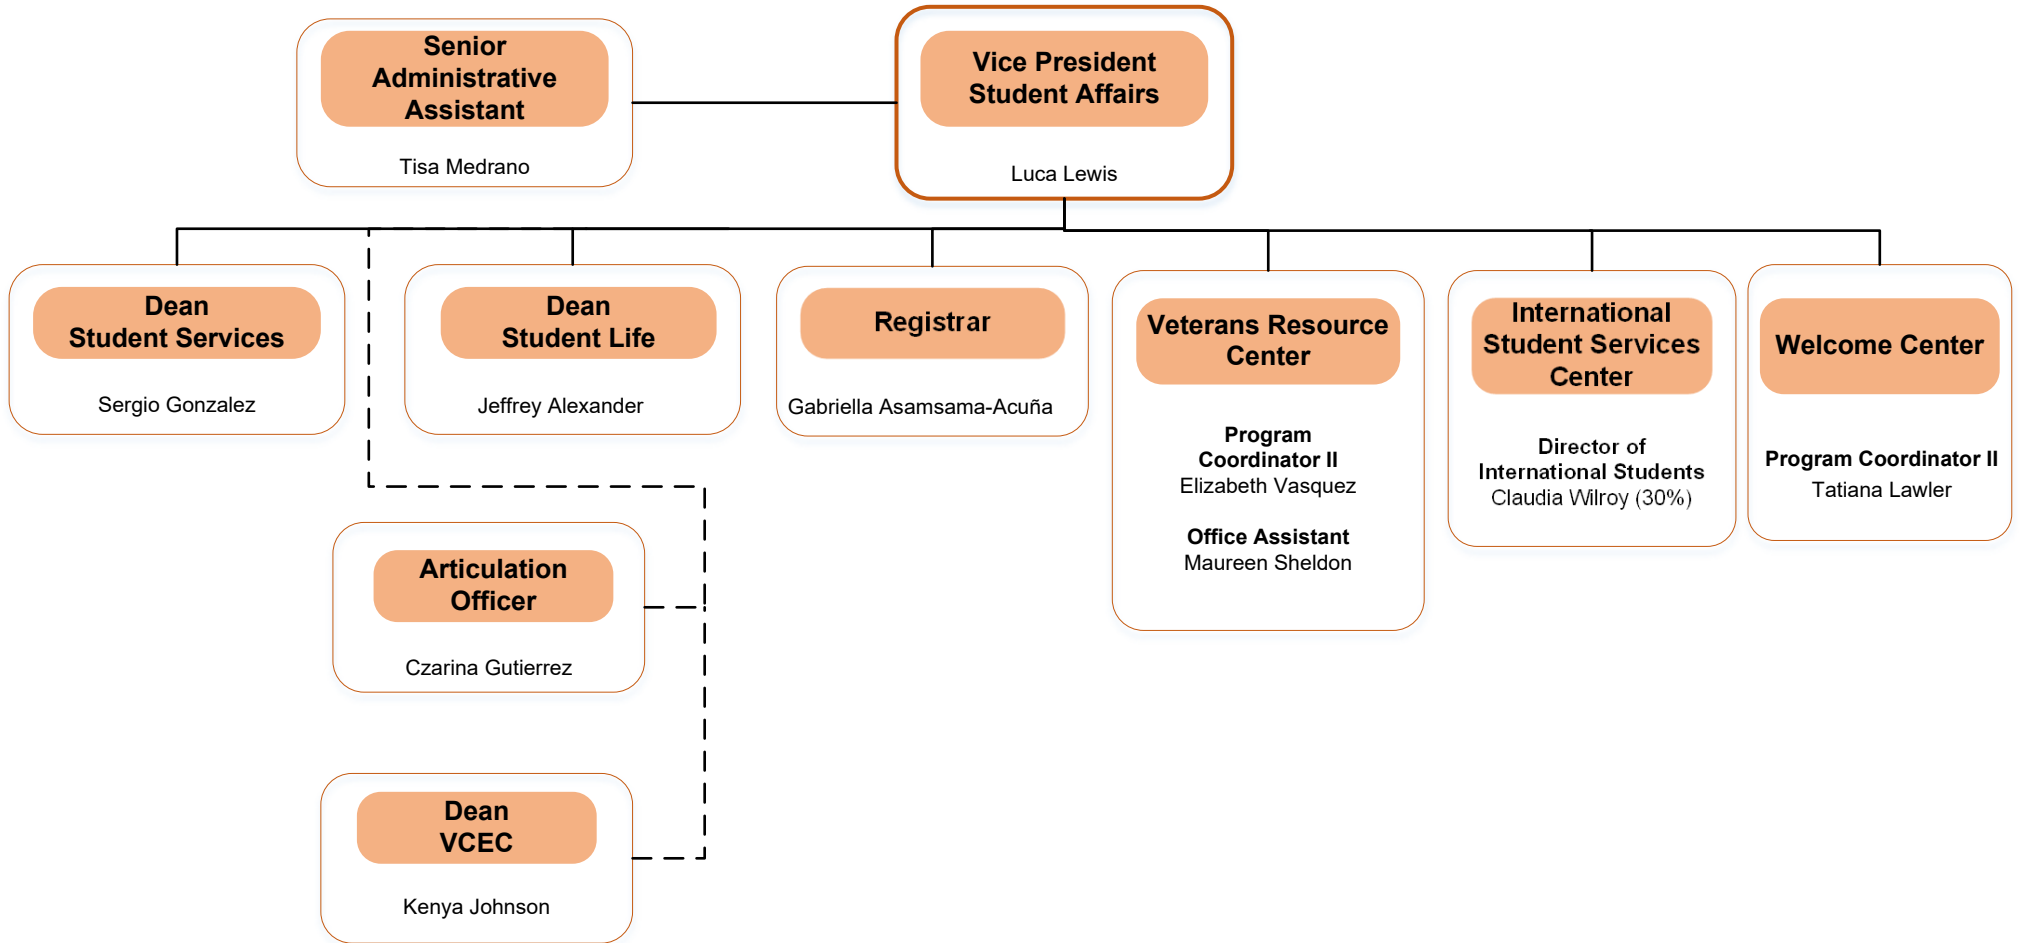 Senior
Administrative
Assistant
Tisa Medrano
Vice President
Student Affairs
Luca Lewis
Dean
Student Services
Sergio Gonzalez
Dean
Student Life
Jeffrey Alexander
Registrar
Gabriella Asamsama-Acuña
Veterans Resource
Center
Program
Coordinator II
Elizabeth Vasquez
Office Assistant
Maureen Sheldon
International
Student Services
Center
Director of
International Students
Claudia Wilroy (30%)
Welcome Center
Program Coordinator II
Tatiana Lawler
Articulation
Officer
Czarina Gutierrez
Dean
VCEC
Kenya Johnson